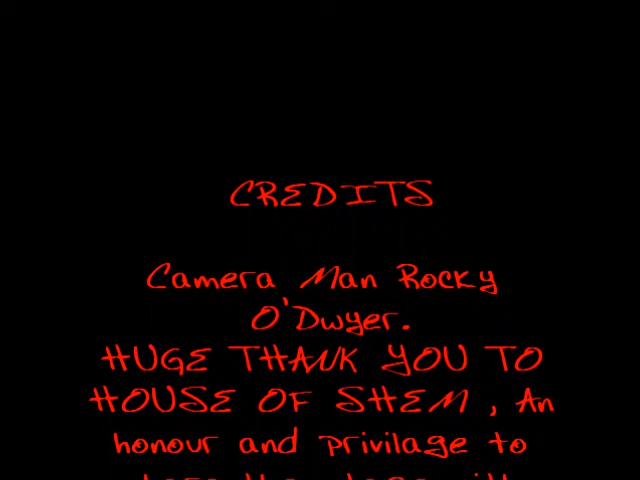 CREDITS
Camera Man Rocky
O'Dwyer.
HUGE THANK YOU TO
HOUSE OF SHEM , An
honour and privilage to